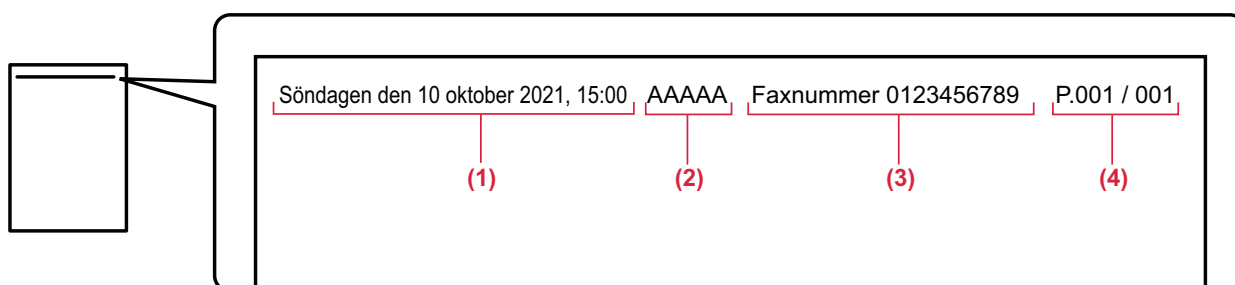 Söndagen den 10 oktober 2021, 15:00 AAAAA Faxnummer 0123456789 P.001 / 001
(1) (2) (3) (4)